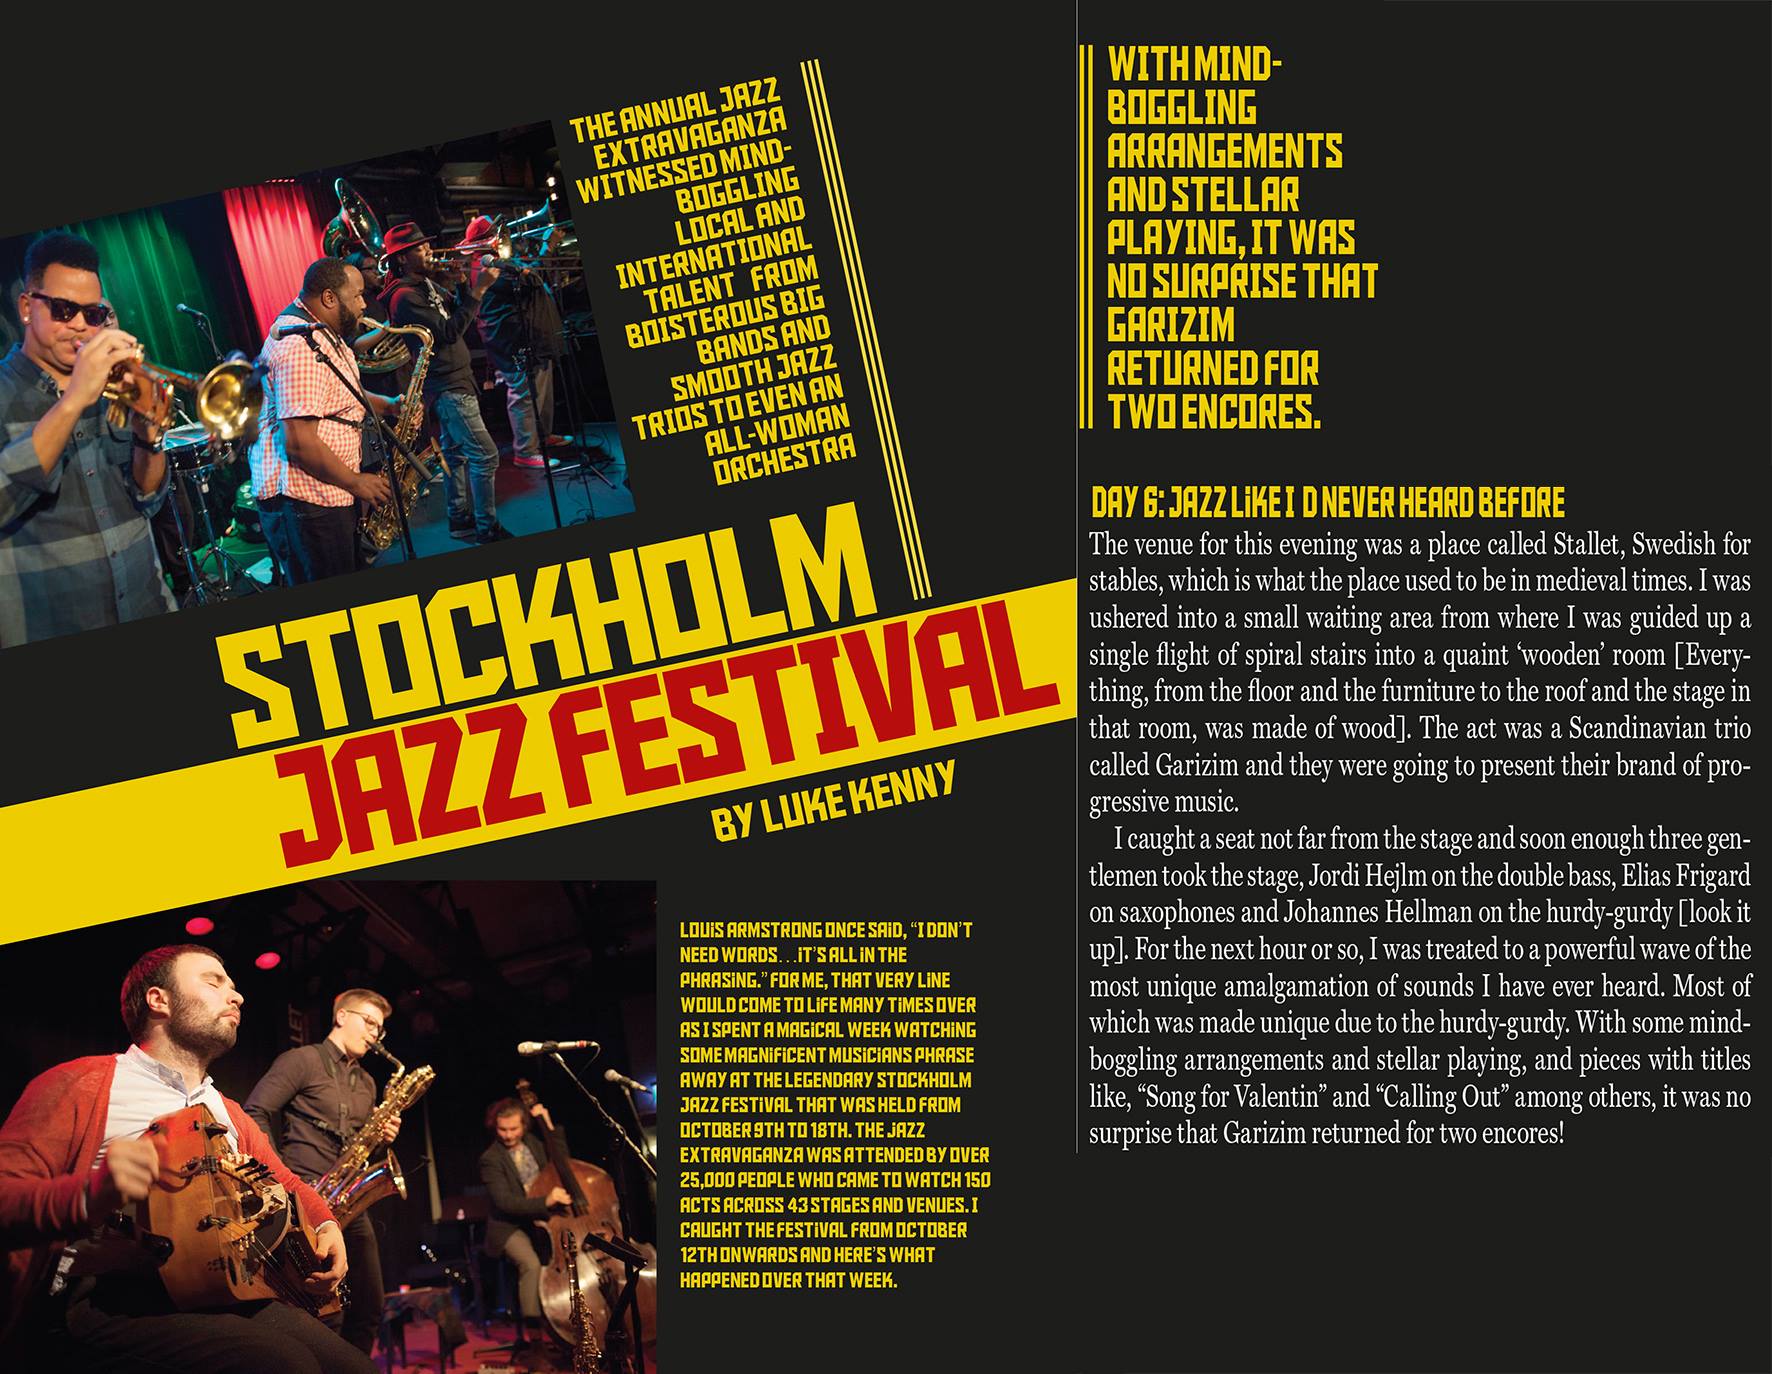 THE ANNUAL JAZZ
EXTRAVAGANZA
WITNESSED MIND-
BOGGLING
LOCAL AND
INTERNATIONAL
TALENT FROM
BOISTEROUS BIG
BANDS AND
SMOOTH JAZZ
TRIOS TO EVEN AN
ALL-WOMAN
ORCHESTRA
STOCKHOLM
JAZZ FESTIVAL
BY LUKE KENNY
LOUIS ARMSTRONG ONCE SAID, “I DON’T
NEED WORDS...IT’S ALL IN THE
PHRASING.” FOR ME, THAT VERY LINE
WOULD COME TO LIFE MANY TIMES OVER
AS I SPENT A MAGICAL WEEK WATCHING
SOME MAGNIFICENT MUSICIANS PHRASE
AWAY AT THE LEGENDARY STOCKHOLM
JAZZ FESTIVAL THAT WAS HELD FROM
OCTOBER 9TH TO 18TH. THE JAZZ
EXTRAVAGANZA WAS ATTENDED BY OVER
25,000 PEOPLE WHO CAME TO WATCH 150
ACTS ACROSS 43 STAGES AND VENUES. I
CAUGHT THE FESTIVAL FROM OCTOBER
12TH ONWARDS AND HERE’S WHAT
HAPPENED OVER THAT WEEK.
WITH MIND-
BOGGLING
ARRANGEMENTS
AND STELLAR
PLAYING, IT WAS
NO SURPRISE THAT
GARIZIM
RETURNED FOR
TWO ENCORES.
DAY 6: JAZZ LIKE I D NEVER HEARD BEFORE
The venue for this evening was a place called Stallet, Swedish for
stables, which is what the place used to be in medieval times. I was
ushered into a small waiting area from where I was guided up a
single flight of spiral stairs into a quaint ‘wooden’ room [Every-
thing, from the floor and the furniture to the roof and the stage in
that room, was made of wood]. The act was a Scandinavian trio
called Garizim and they were going to present their brand of pro-
gressive music.
I caught a seat not far from the stage and soon enough three gen-
tlemen took the stage, Jordi Hejlm on the double bass, Elias Frigard
on saxophones and Johannes Hellman on the hurdy-gurdy [look it
up]. For the next hour or so, I was treated to a powerful wave of the
most unique amalgamation of sounds I have ever heard. Most of
which was made unique due to the hurdy-gurdy. With some mind-
boggling arrangements and stellar playing, and pieces with titles
like, “Song for Valentin” and “Calling Out” among others, it was no
surprise that Garizim returned for two encores!